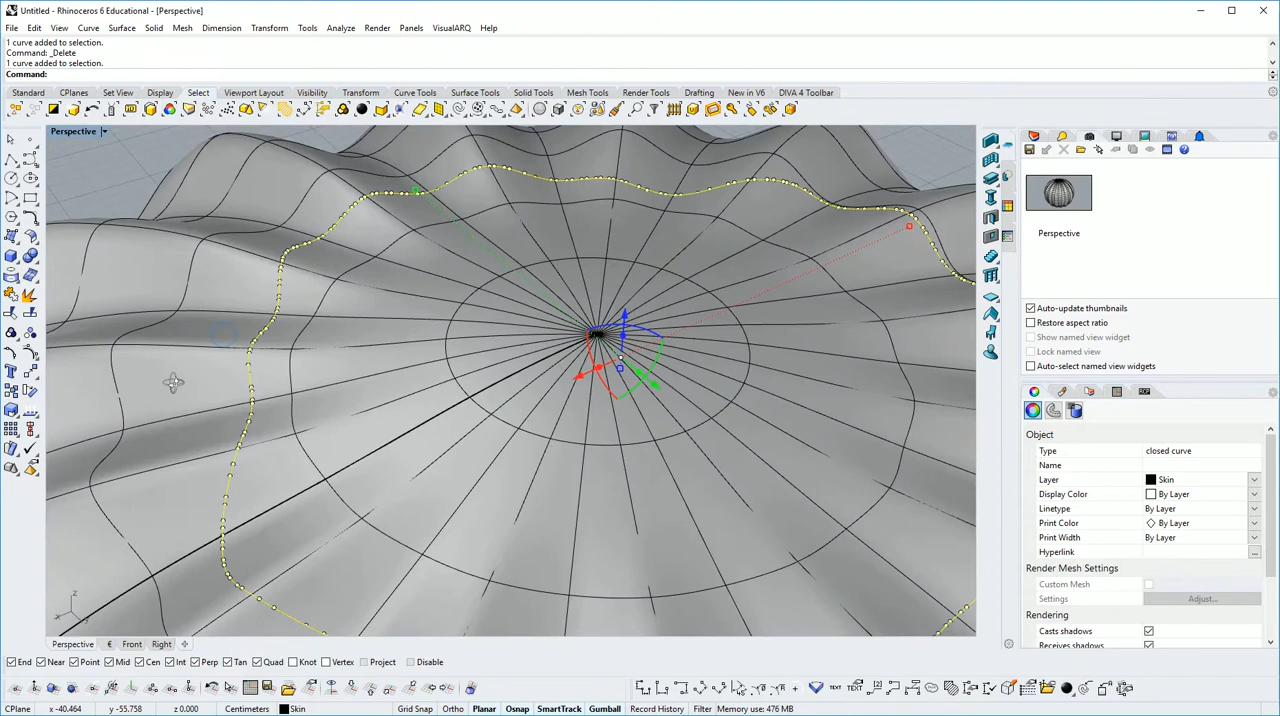 Untitled - Rhinoceros 6 Educational - [Perspective]
File Edit View Curve Surface Solid Mesh Dimension Transform Tools Analyze Render Panels VisualARQ Help
1 curve added to selection.
Command: _Delete
1 curve added to selection.
Command:
Standard CPlanes Set View Display Select Viewport Layout Visibility Transform Curve Tools Surface Tools Solid Tools Mesh Tools Render Tools Drafting New in V6 DIVA 4 Toolbar
Perspective
Perspective
Auto-update thumbnails
Restore aspect ratio
Show named view widget
Lock named view
Auto-select named view widgets
Object
Type closed curve
Name
Layer Skin
Display Color By Layer
Linetype By Layer
Print Color By Layer
Print Width By Layer
Hyperlink ...
Render Mesh Settings
Custom Mesh
Settings Adjust...
Rendering
Casts shadows
Receives shadows
z
x
y
Perspective € Front Right
End Near Point Mid Cen Int Perp Tan Quad Knot Vertex Project Disable
TEXT TEXT
CPlane x -40.464 y -55.758 z 0.000 Centimeters Skin Grid Snap Ortho Planar Osnap SmartTrack Gumball Record History Filter Memory use: 476 MB